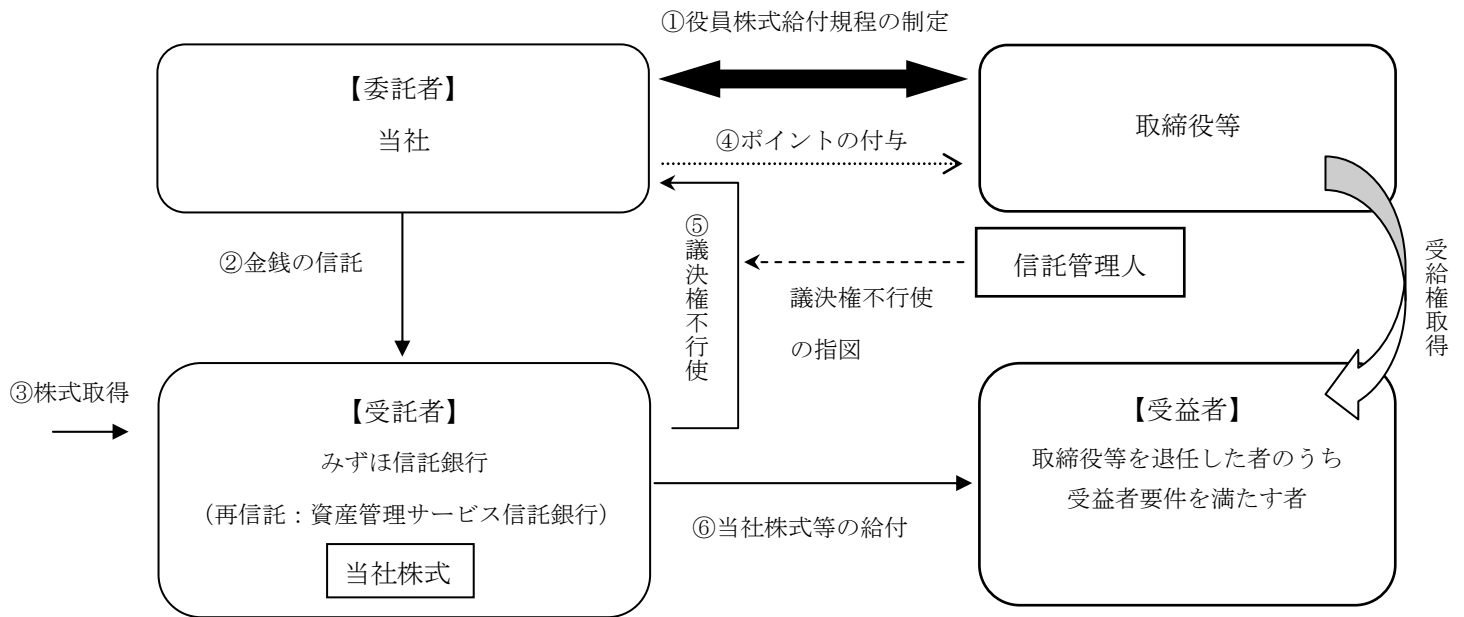 ①役員株式給付規程の制定
【委託者】
当社
取締役等
④ポイントの付与
②金銭の信託
⑤議決権不行使
信託管理人
議決権不行使
の指図
受給権取得
③株式取得
【受託者】
みずほ信託銀行
（再信託：資産管理サービス信託銀行）
当社株式
【受益者】
取締役等を退任した者のうち
受益者要件を満たす者
⑥当社株式等の給付